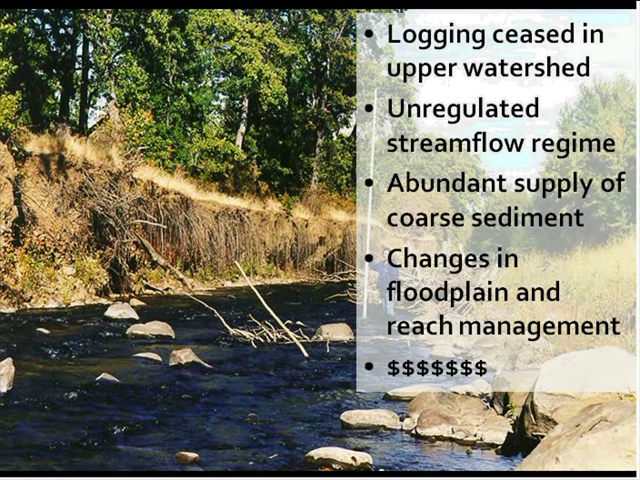 • Logging ceased in
upper watershed
• Unregulated
streamflow regime
• Abundant supply of
coarse sediment
• Changes in
floodplain and
reach management
• $$$$$$$